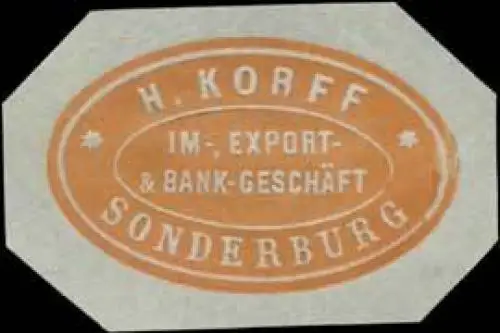 H. KORFF
IM-, EXPORT-
& BANK-GESCHÄFT
SONDERBURG